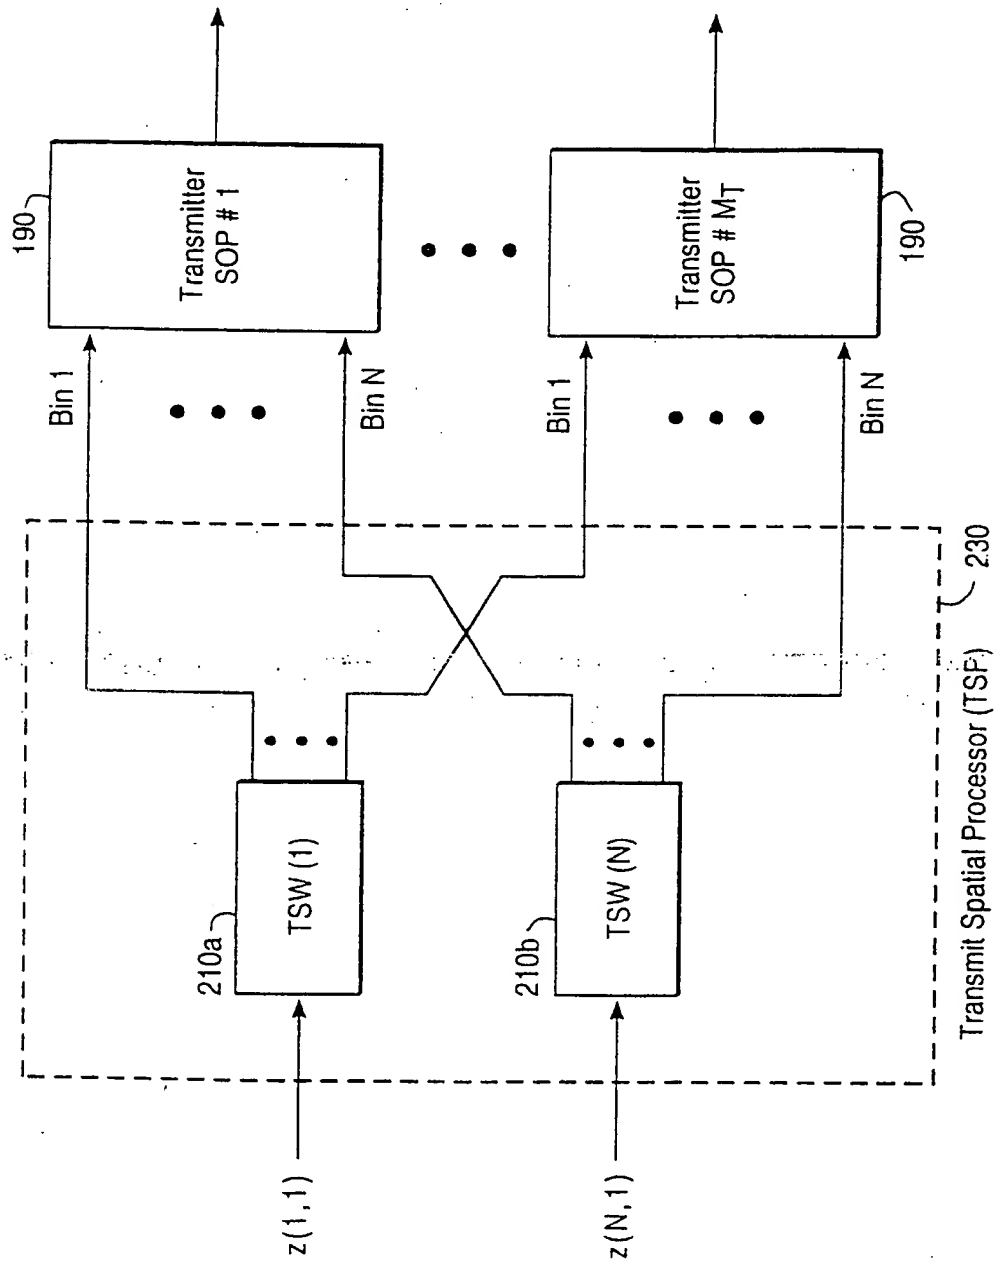 190
Transmitter
SOP # 1
Bin 1
Bin N
Transmitter
SOP # MT
190
Bin 1
Bin N
210a
TSW (1)
210b
TSW (N)
230
z(1,1)
z(N,1)
Transmit Spatial Processor (TSP)